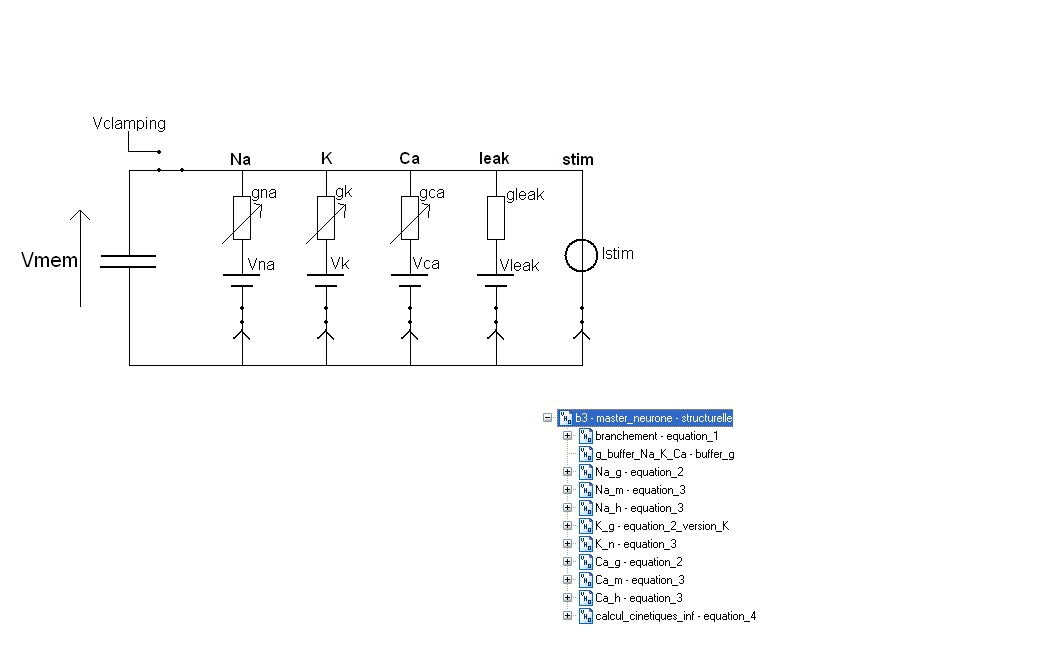 Vclamping
Na K Ca leak stim
gna gk gca gleak
Vmem
Vna Vk Vca Vleak Istim
b3 - master_neurone - structurelle
branchement - equation_1
g_buffer_Na_K_Ca - buffer_g
Na_g - equation_2
Na_m - equation_3
Na_h - equation_3
K_g - equation_2_version_K
K_n - equation_3
Ca_g - equation_2
Ca_m - equation_3
Ca_h - equation_3
calcul_cinetiques_inf - equation_4